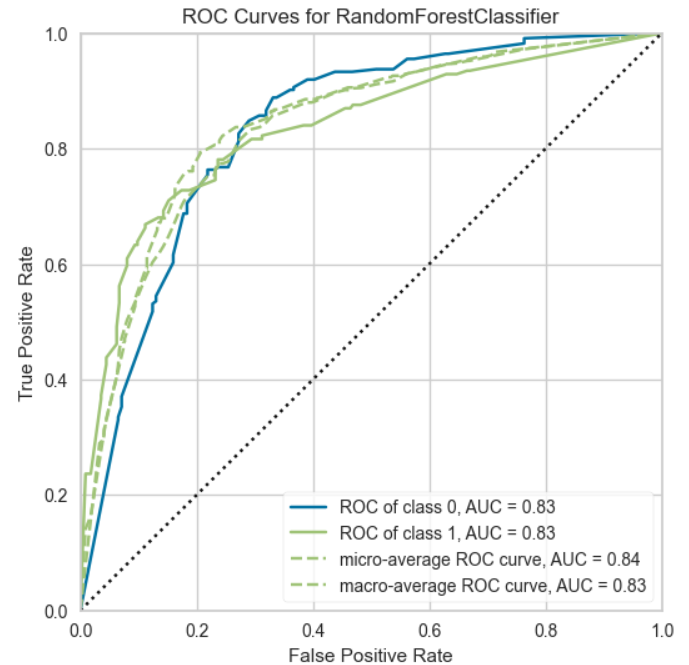 ROC Curves for RandomForestClassifier
1.0
0.8
0.6
0.4
0.2
0.0
True Positive Rate
ROC of class 0, AUC = 0.83
ROC of class 1, AUC = 0.83
micro-average ROC curve, AUC = 0.84
macro-average ROC curve, AUC = 0.83
0.0 0.2 0.4 0.6 0.8 1.0
False Positive Rate